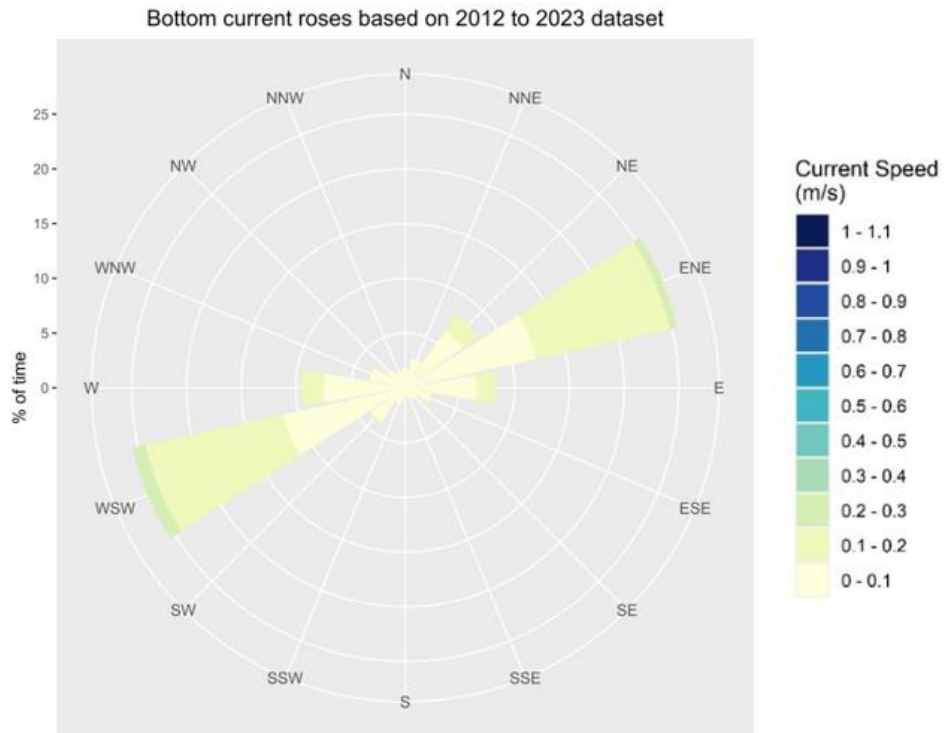 Bottom current roses based on 2012 to 2023 dataset
N
NNW
NNE
25
20
NW
NE
15
WNW
ENE
10
5
0
W
E
% of time
WSW
ESE
SW
SE
SSW
SSE
S
Current Speed
(m/s)
1 - 1.1
0.9 - 1
0.8 - 0.9
0.7 - 0.8
0.6 - 0.7
0.5 - 0.6
0.4 - 0.5
0.3 - 0.4
0.2 - 0.3
0.1 - 0.2
0 - 0.1